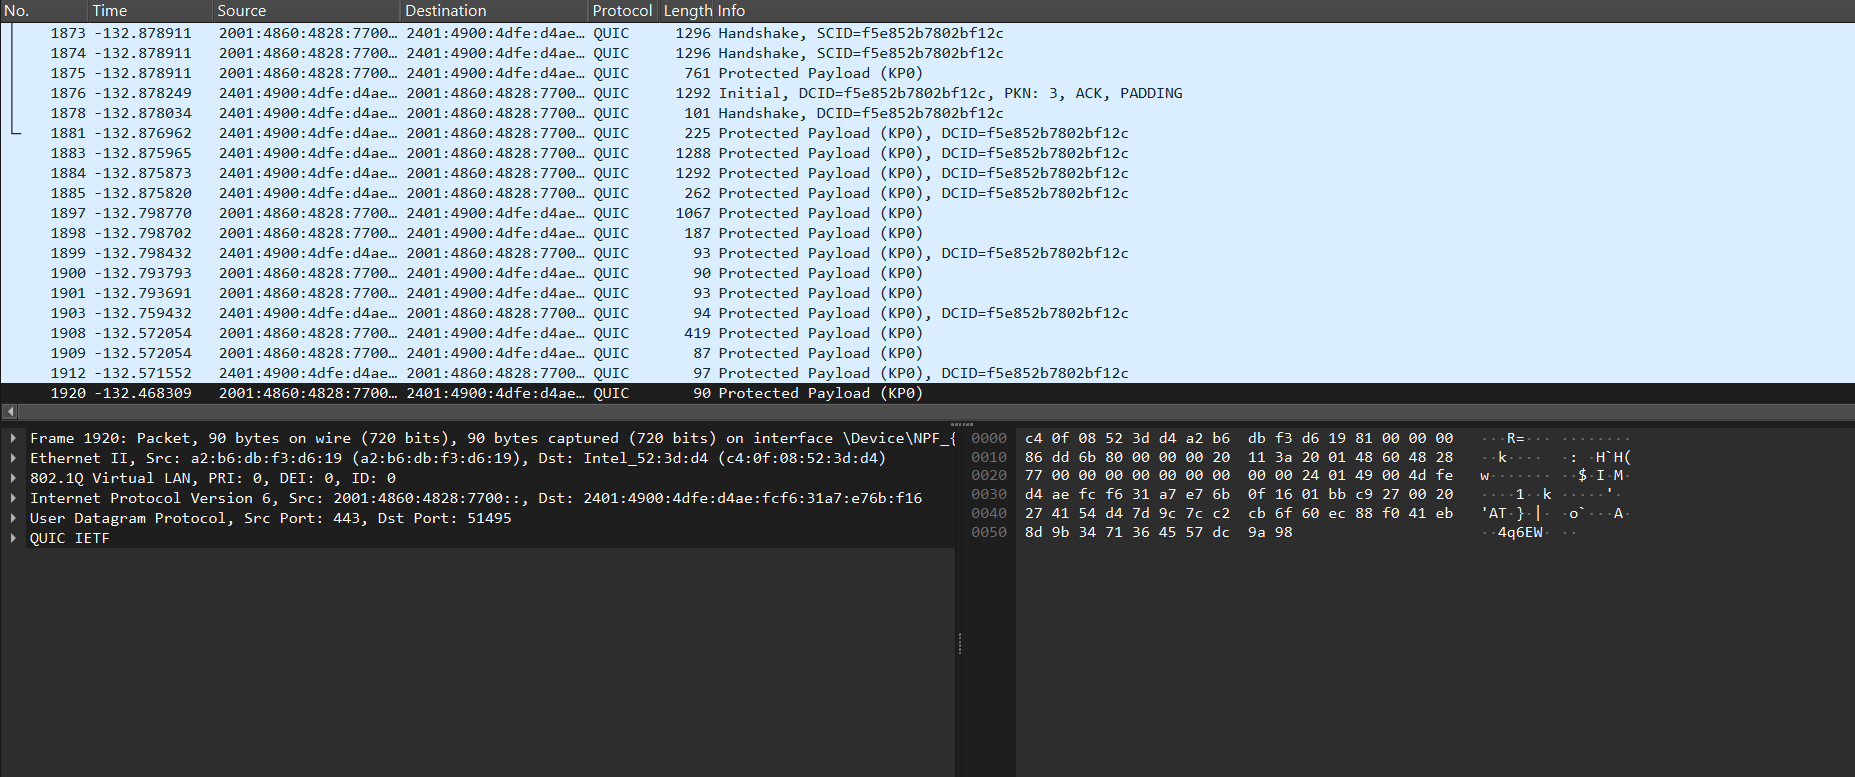 No. Time Source Destination Protocol Length Info
1873 -132.878911 2001:4860:4828:7700… 2401:4900:4dfe:d4ae… QUIC 1296 Handshake, SCID=f5e852b7802bf12c
1874 -132.878911 2001:4860:4828:7700… 2401:4900:4dfe:d4ae… QUIC 1296 Handshake, SCID=f5e852b7802bf12c
1875 -132.878911 2001:4860:4828:7700… 2401:4900:4dfe:d4ae… QUIC 761 Protected Payload (KP0)
1876 -132.878249 2401:4900:4dfe:d4ae… 2001:4860:4828:7700… QUIC 1292 Initial, DCID=f5e852b7802bf12c, PKN: 3, ACK, PADDING
1878 -132.878034 2401:4900:4dfe:d4ae… 2001:4860:4828:7700… QUIC 101 Handshake, DCID=f5e852b7802bf12c
1881 -132.876962 2401:4900:4dfe:d4ae… 2001:4860:4828:7700… QUIC 225 Protected Payload (KP0), DCID=f5e852b7802bf12c
1883 -132.875965 2401:4900:4dfe:d4ae… 2001:4860:4828:7700… QUIC 1288 Protected Payload (KP0), DCID=f5e852b7802bf12c
1884 -132.875873 2401:4900:4dfe:d4ae… 2001:4860:4828:7700… QUIC 1292 Protected Payload (KP0), DCID=f5e852b7802bf12c
1885 -132.875820 2401:4900:4dfe:d4ae… 2001:4860:4828:7700… QUIC 262 Protected Payload (KP0), DCID=f5e852b7802bf12c
1897 -132.798770 2001:4860:4828:7700… 2401:4900:4dfe:d4ae… QUIC 1067 Protected Payload (KP0)
1898 -132.798702 2001:4860:4828:7700… 2401:4900:4dfe:d4ae… QUIC 187 Protected Payload (KP0)
1899 -132.798432 2401:4900:4dfe:d4ae… 2001:4860:4828:7700… QUIC 93 Protected Payload (KP0), DCID=f5e852b7802bf12c
1900 -132.793793 2001:4860:4828:7700… 2401:4900:4dfe:d4ae… QUIC 90 Protected Payload (KP0)
1901 -132.793691 2001:4860:4828:7700… 2401:4900:4dfe:d4ae… QUIC 93 Protected Payload (KP0)
1903 -132.759432 2401:4900:4dfe:d4ae… 2001:4860:4828:7700… QUIC 94 Protected Payload (KP0), DCID=f5e852b7802bf12c
1908 -132.572054 2001:4860:4828:7700… 2401:4900:4dfe:d4ae… QUIC 419 Protected Payload (KP0)
1909 -132.572054 2001:4860:4828:7700… 2401:4900:4dfe:d4ae… QUIC 87 Protected Payload (KP0)
1912 -132.571552 2401:4900:4dfe:d4ae… 2001:4860:4828:7700… QUIC 97 Protected Payload (KP0), DCID=f5e852b7802bf12c
1920 -132.468309 2001:4860:4828:7700… 2401:4900:4dfe:d4ae… QUIC 90 Protected Payload (KP0)
Frame 1920: Packet, 90 bytes on wire (720 bits), 90 bytes captured (720 bits) on interface \Device\NPF_{
Ethernet II, Src: a2:b6:db:f3:d6:19 (a2:b6:db:f3:d6:19), Dst: Intel_52:3d:d4 (c4:0f:08:52:3d:d4)
802.1Q Virtual LAN, PRI: 0, DEI: 0, ID: 0
Internet Protocol Version 6, Src: 2001:4860:4828:7700::, Dst: 2401:4900:4dfe:d4ae:fcf6:31a7:e76b:f16
User Datagram Protocol, Src Port: 443, Dst Port: 51495
QUIC IETF
0000 c4 0f 08 52 3d d4 a2 b6 db f3 d6 19 81 00 00 00 ···R=··· ········
0010 86 dd 6b 80 00 00 00 20 11 3a 20 01 48 60 48 28 ··k···· ·: ·H`H(
0020 77 00 00 00 00 00 00 00 00 00 24 01 49 00 4d fe w······· ··$·I·M·
0030 d4 ae fc f6 31 a7 e7 6b 0f 16 01 bb c9 27 00 20 ····1··k ·····'·
0040 27 41 54 d4 7d 9c 7c c2 cb 6f 60 ec 88 f0 41 eb 'AT·}·|· ·o`···A·
0050 8d 9b 34 71 36 45 57 dc 9a 98 ··4q6EW· ··